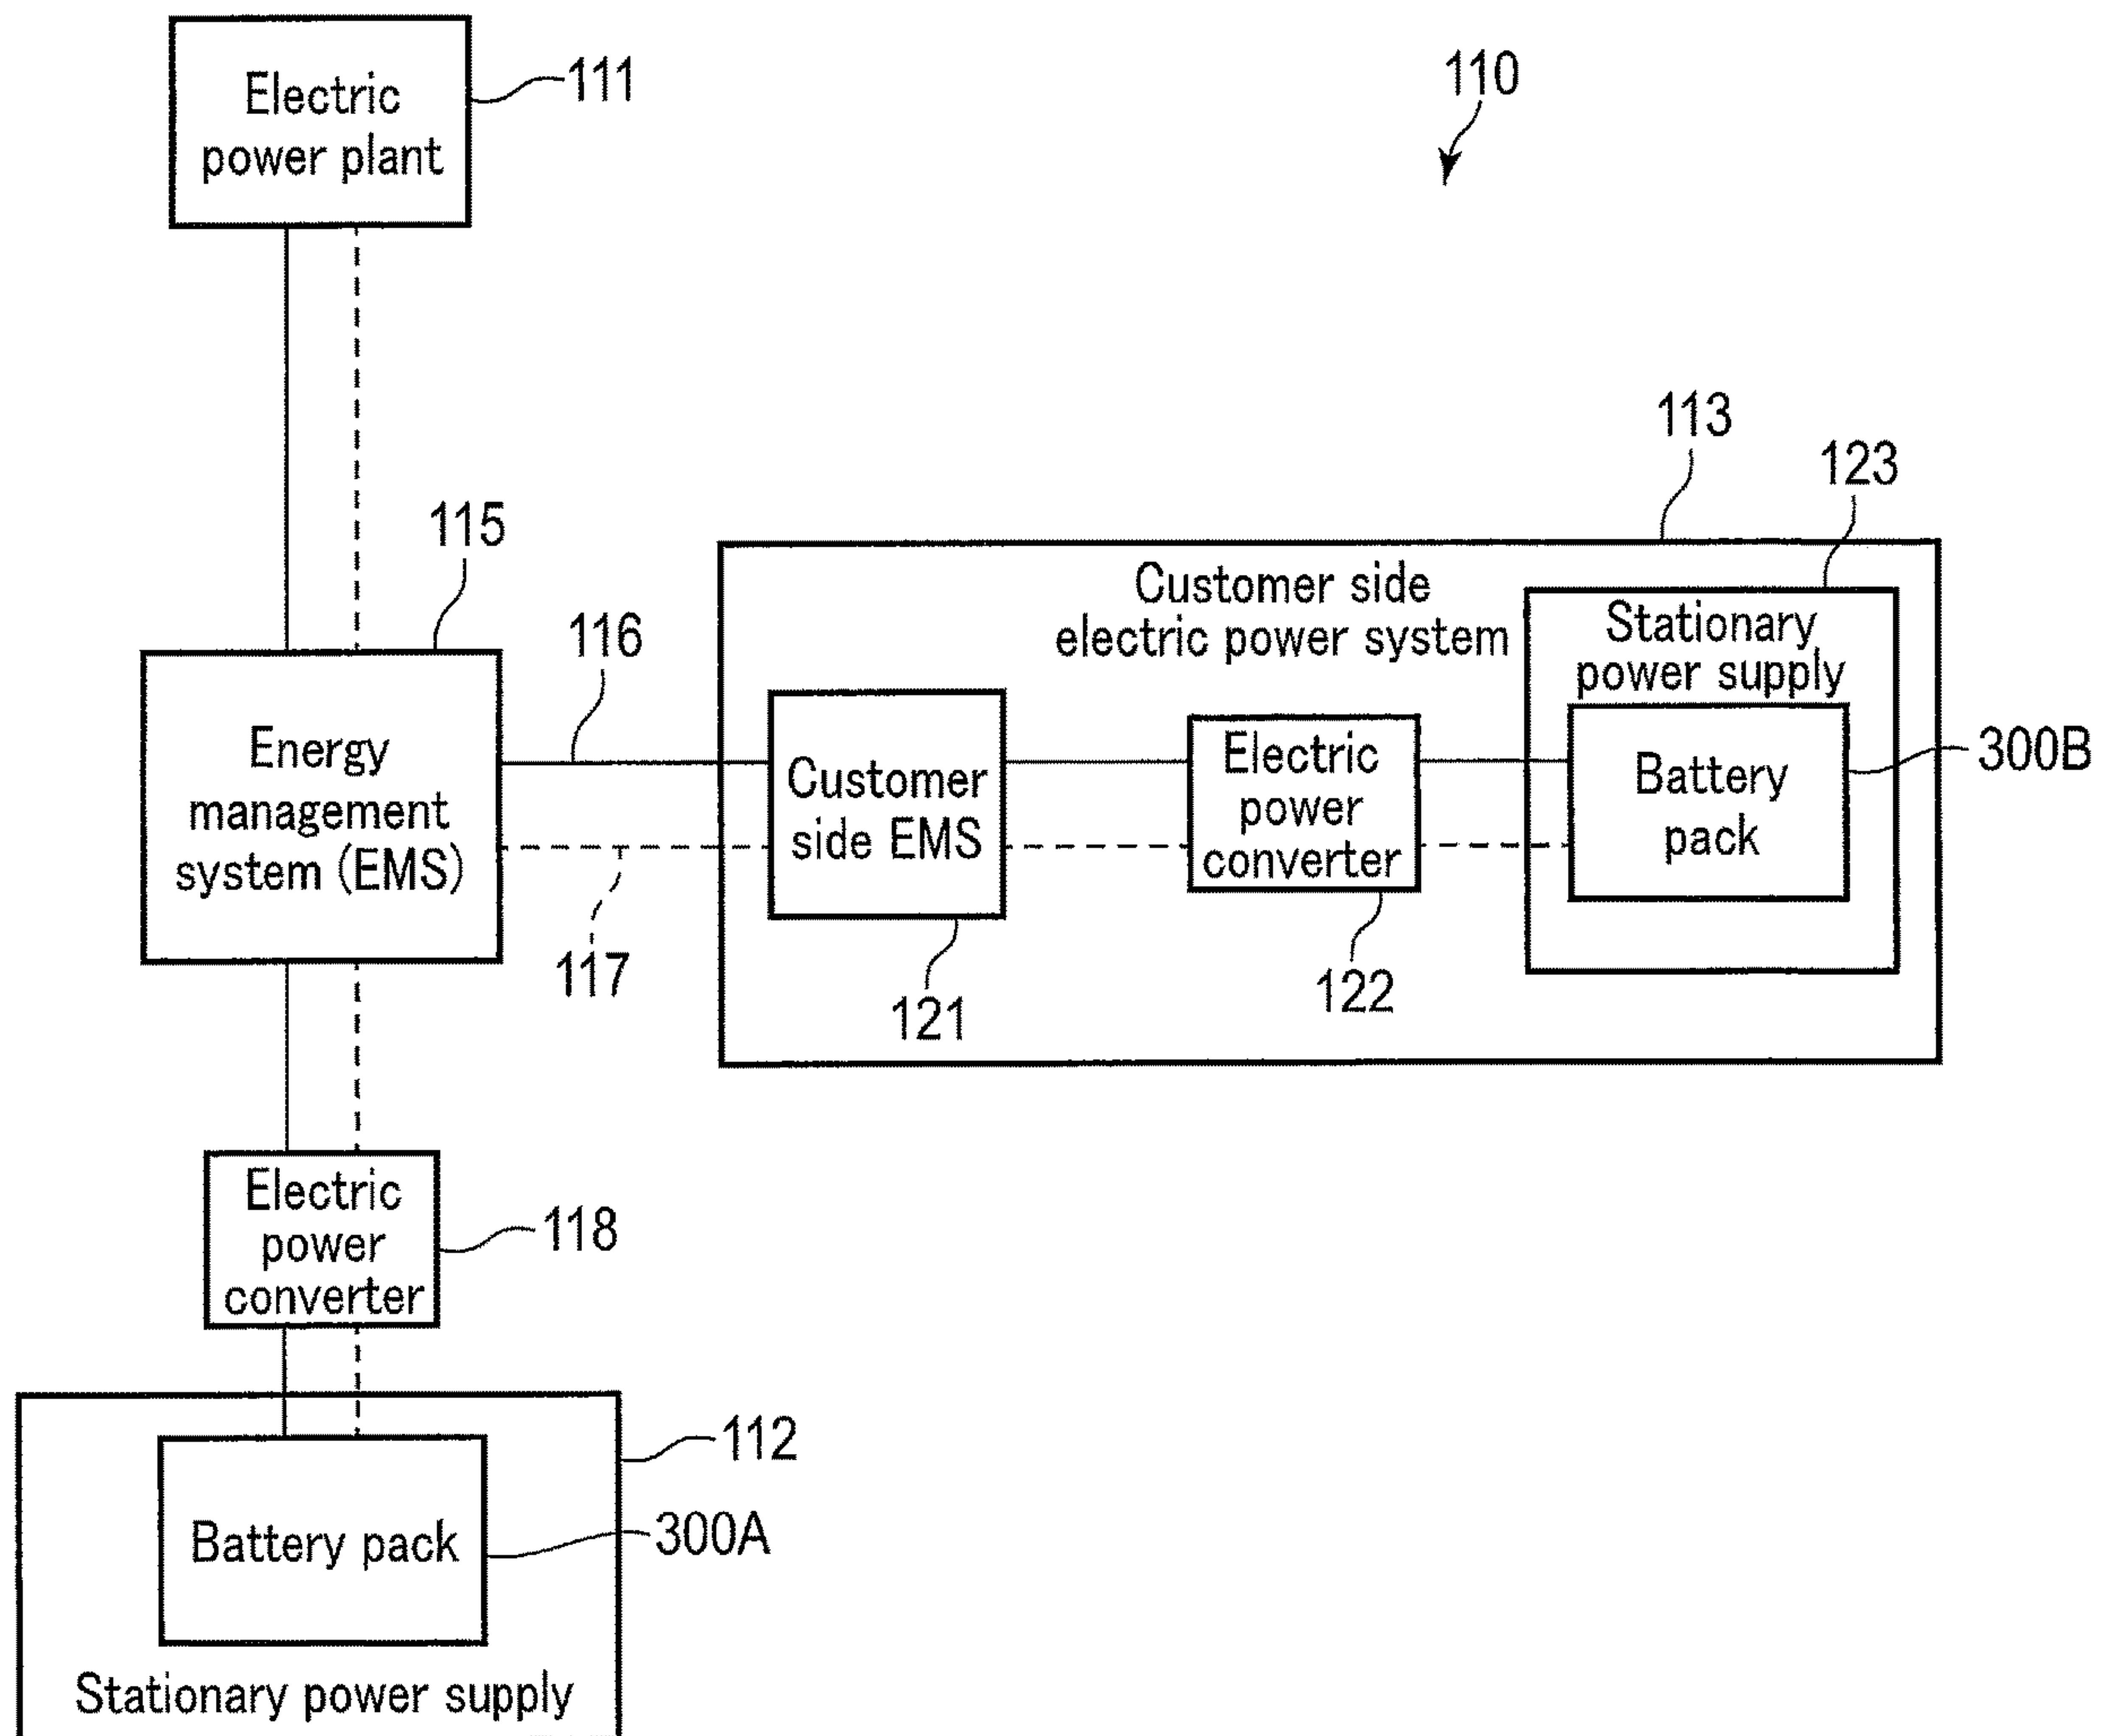 Electric
power plant
111
110
113
123
115
116
Customer side
electric power system
Stationary
power supply
Energy
management
system (EMS)
Customer
side EMS
Electric
power
converter
Battery
pack
300B
117
121
122
Electric
power
converter
118
112
Battery pack
300A
Stationary power supply